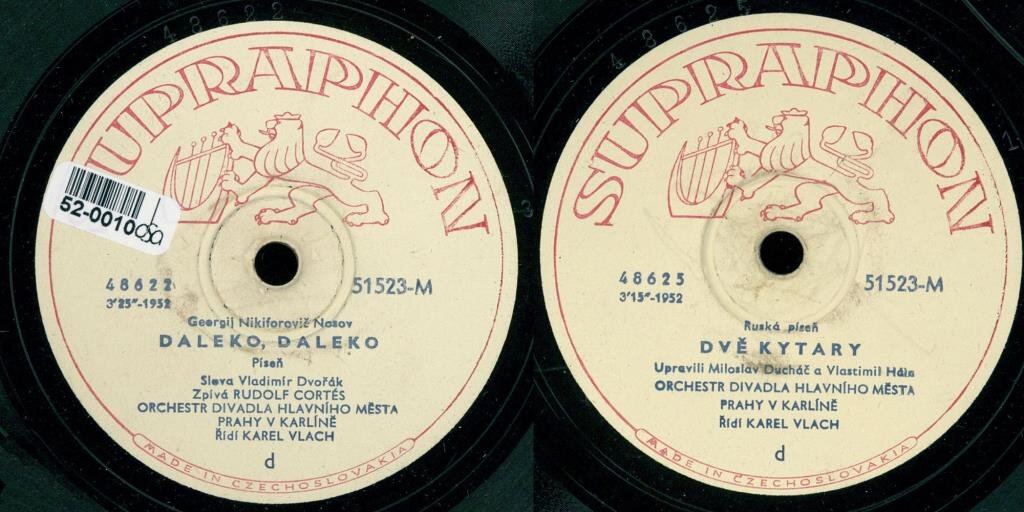 SUPRAPHON
52-0010
48622
3'25"-1952
51523-M
Georgij Nikiforovič Nosov
DALEKO, DALEKO
Píseň
Slova Vladimír Dvořák
Zpívá RUDOLF CORTÉS
ORCHESTR DIVADLA HLAVNÍHO MĚSTA
PRAHY V KARLÍNĚ
Řídí KAREL VLACH
d
MADE IN CZECHOSLOVAKIA
48625
SUPRAPHON
48625
3'15"-1952
51523-M
Ruská píseň
DVĚ KYTARY
Upravili Miloslav Ducháč a Vlastimil Hála
ORCHESTR DIVADLA HLAVNÍHO MĚSTA
PRAHY V KARLÍNĚ
Řídí KAREL VLACH
d
MADE IN CZECHOSLOVAKIA